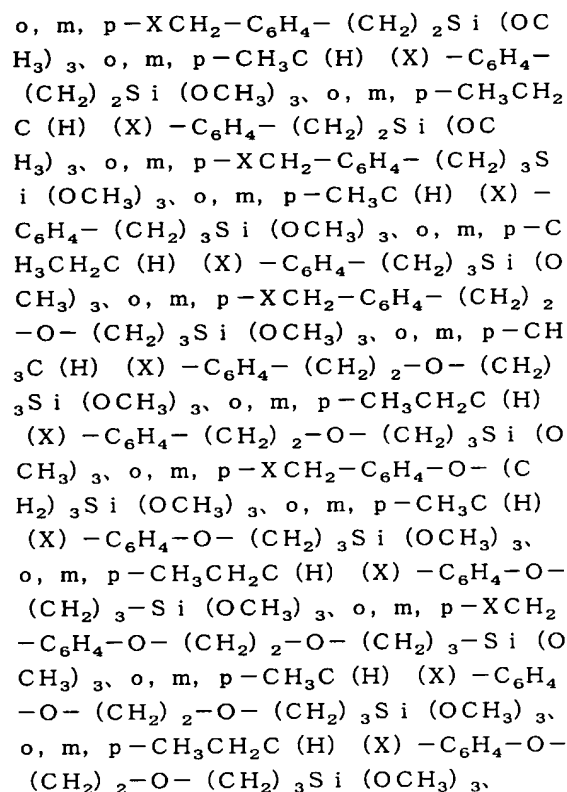 o, m, p－XCH₂－C₆H₄－ (CH₂) ₂Si (OC
H₃) ₃、o, m, p－CH₃C (H) (X) －C₆H₄－
(CH₂) ₂Si (OCH₃) ₃、o, m, p－CH₃CH₂
C (H) (X) －C₆H₄－ (CH₂) ₂Si (OC
H₃) ₃、o, m, p－XCH₂－C₆H₄－ (CH₂) ₃S
i (OCH₃) ₃、o, m, p－CH₃C (H) (X) －
C₆H₄－ (CH₂) ₃Si (OCH₃) ₃、o, m, p－C
H₃CH₂C (H) (X) －C₆H₄－ (CH₂) ₃Si (O
CH₃) ₃、o, m, p－XCH₂－C₆H₄－ (CH₂) ₂
－O－ (CH₂) ₃Si (OCH₃) ₃、o, m, p－CH
₃C (H) (X) －C₆H₄－ (CH₂) ₂－O－ (CH₂)
₃Si (OCH₃) ₃、o, m, p－CH₃CH₂C (H)
(X) －C₆H₄－ (CH₂) ₂－O－ (CH₂) ₃Si (O
CH₃) ₃、o, m, p－XCH₂－C₆H₄－O－ (C
H₂) ₃Si (OCH₃) ₃、o, m, p－CH₃C (H)
(X) －C₆H₄－O－ (CH₂) ₃Si (OCH₃) ₃、
o, m, p－CH₃CH₂C (H) (X) －C₆H₄－O－
(CH₂) ₃－Si (OCH₃) ₃、o, m, p－XCH₂
－C₆H₄－O－ (CH₂) ₂－O－ (CH₂) ₃－Si (O
CH₃) ₃、o, m, p－CH₃C (H) (X) －C₆H₄
－O－ (CH₂) ₂－O－ (CH₂) ₃Si (OCH₃) ₃、
o, m, p－CH₃CH₂C (H) (X) －C₆H₄－O－
(CH₂) ₂－O－ (CH₂) ₃Si (OCH₃) ₃、